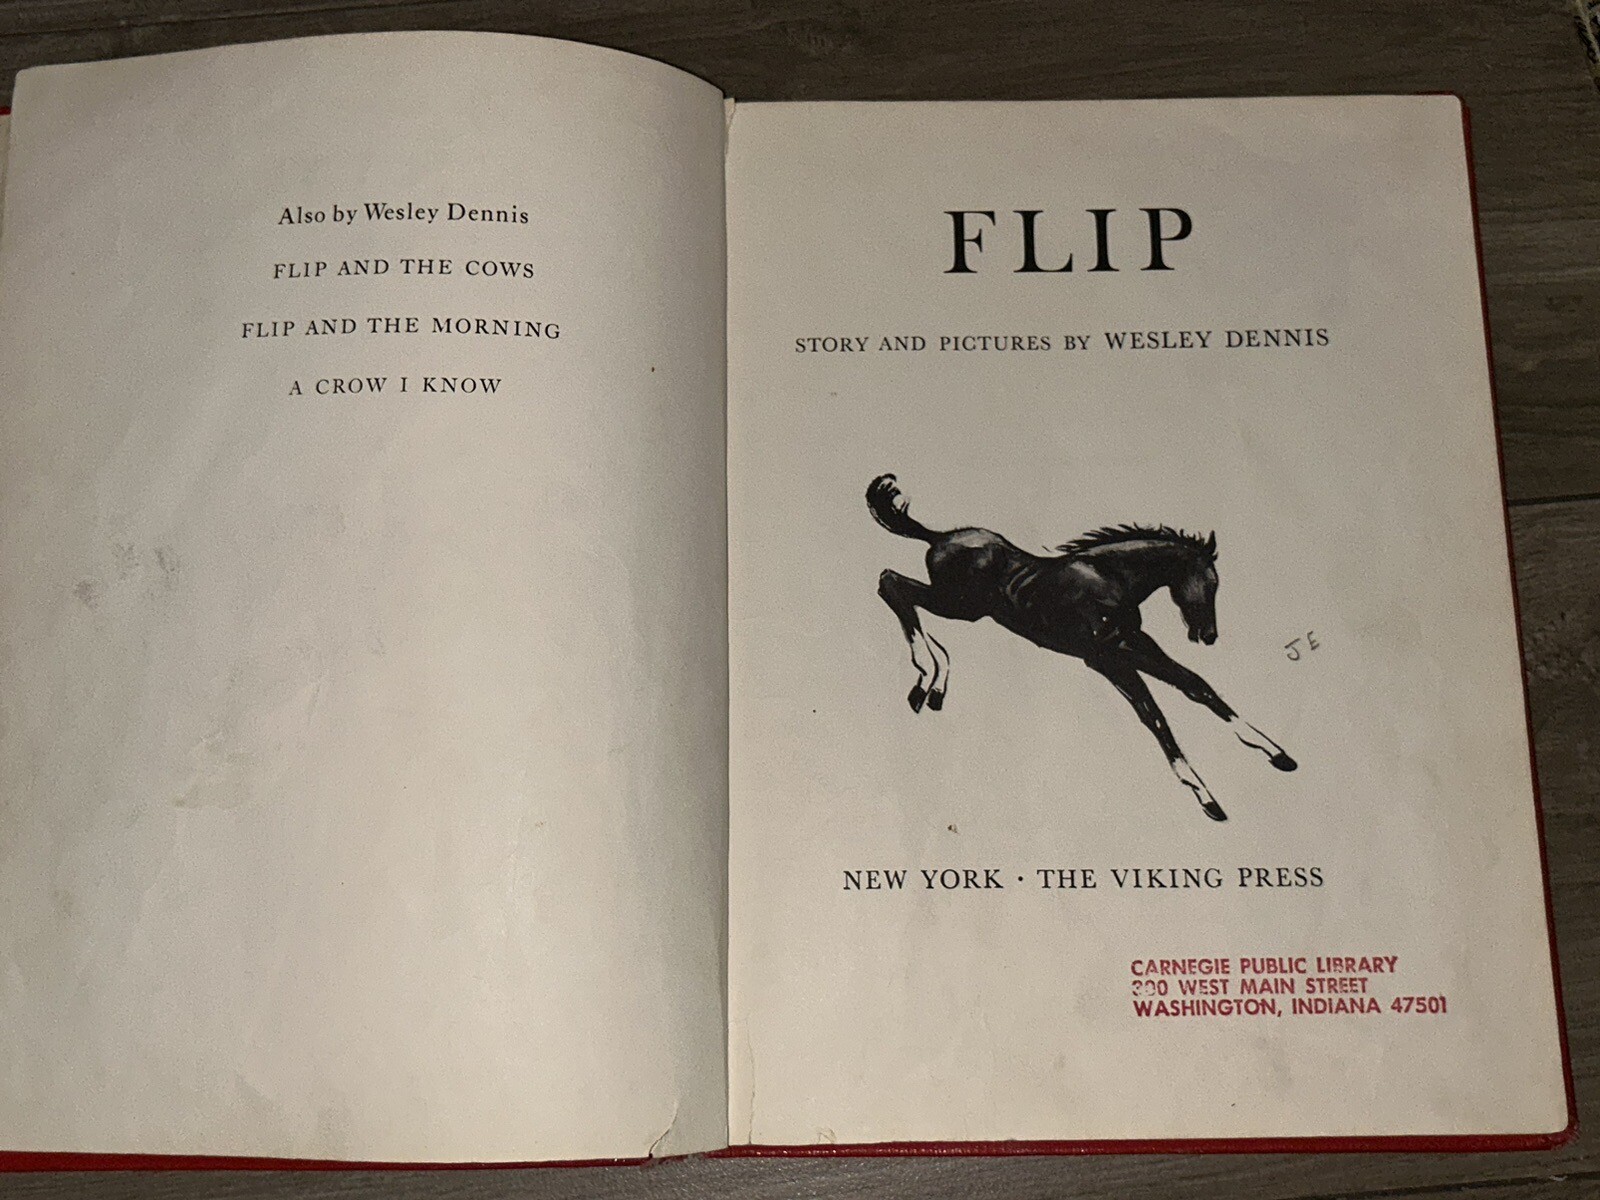 Also by Wesley Dennis
FLIP AND THE COWS
FLIP AND THE MORNING
A CROW I KNOW
FLIP
STORY AND PICTURES BY WESLEY DENNIS
JE
NEW YORK · THE VIKING PRESS
CARNEGIE PUBLIC LIBRARY
WEST MAIN STREET
WASHINGTON, INDIANA 47501